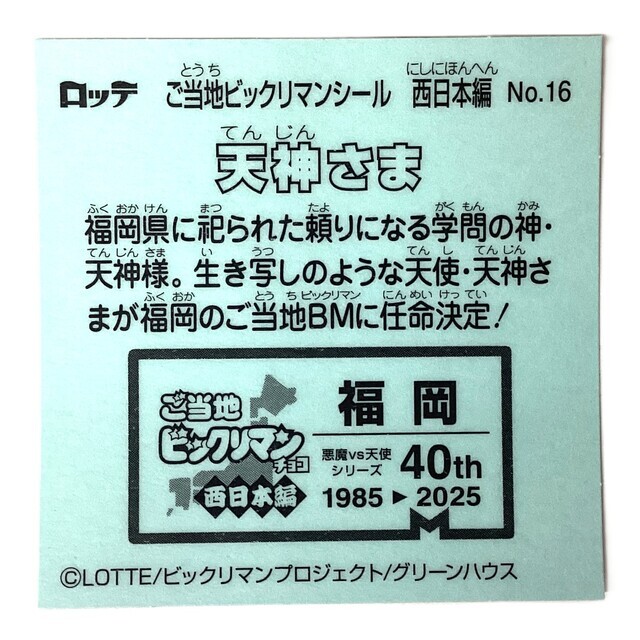 ロッテ ご当地ビックリマンシール 西日本編 No.16
とうち にしにほんへん
天神さま
てん じん
福岡県に祀られた頼りになる学問の神・
ふく おか けん まつ たよ がく もん かみ
天神様。生き写しのような天使・天神さ
てん じん さま い うつ てん し てん じん
まが福岡のご当地BMに任命決定!
ふく おか とう ち ビックリマン にん めい けっ てい
ご当地
ビックリマン
チョコ
西日本編
福岡
悪魔vs天使
シリーズ
40th
1985▶2025
©LOTTE/ビックリマンプロジェクト/グリーンハウス